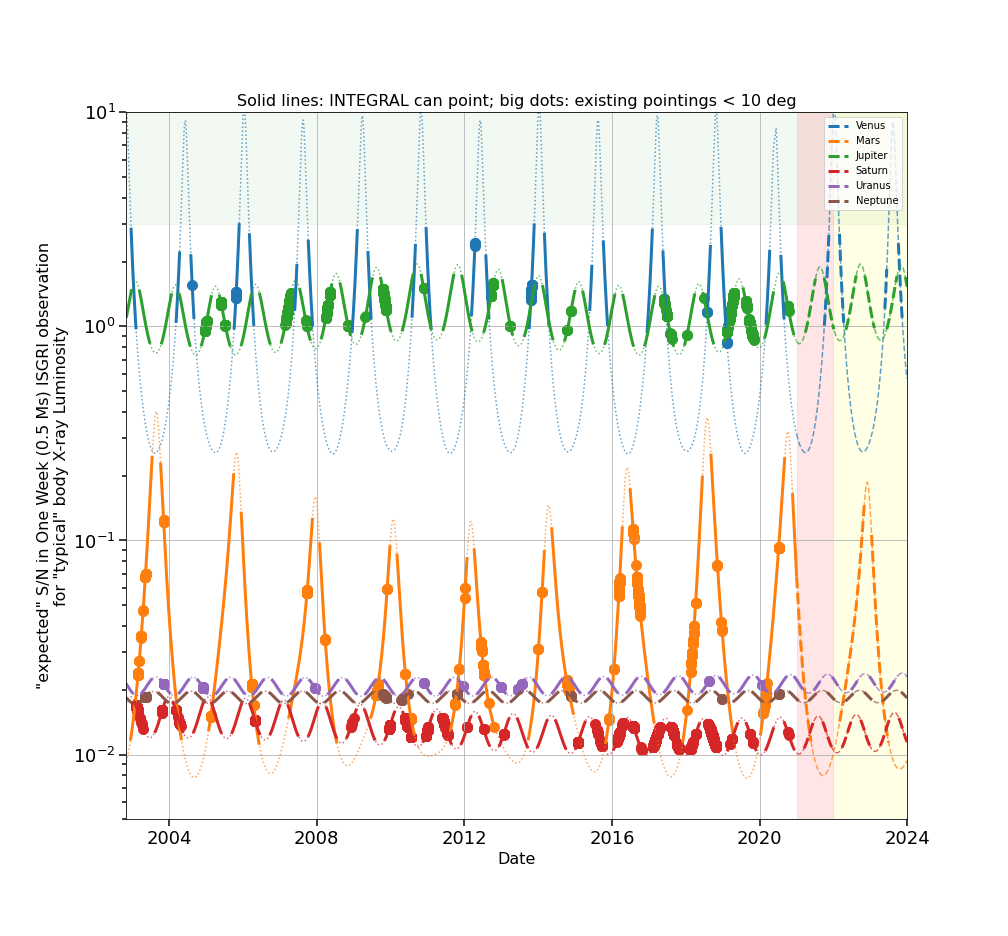 Solid lines: INTEGRAL can point; big dots: existing pointings < 10 deg
10¹
10⁰
10⁻¹
10⁻²
"expected" S/N in One Week (0.5 Ms) ISGRI observation
for "typical" body X-ray Luminosity
Venus
Mars
Jupiter
Saturn
Uranus
Neptune
2004 2008 2012 2016 2020 2024
Date